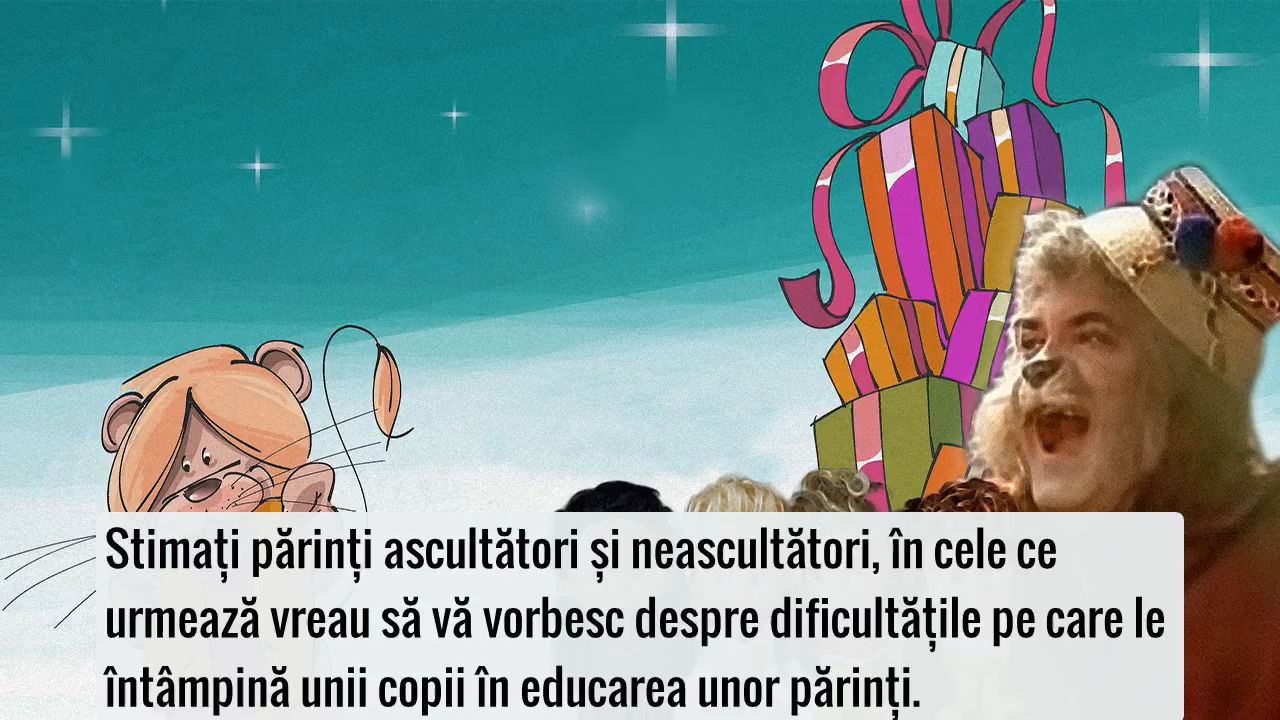 Stimați părinți ascultători și neascultători, în cele ce
urmează vreau să vă vorbesc despre dificultățile pe care le
întâmpină unii copii în educarea unor părinți.